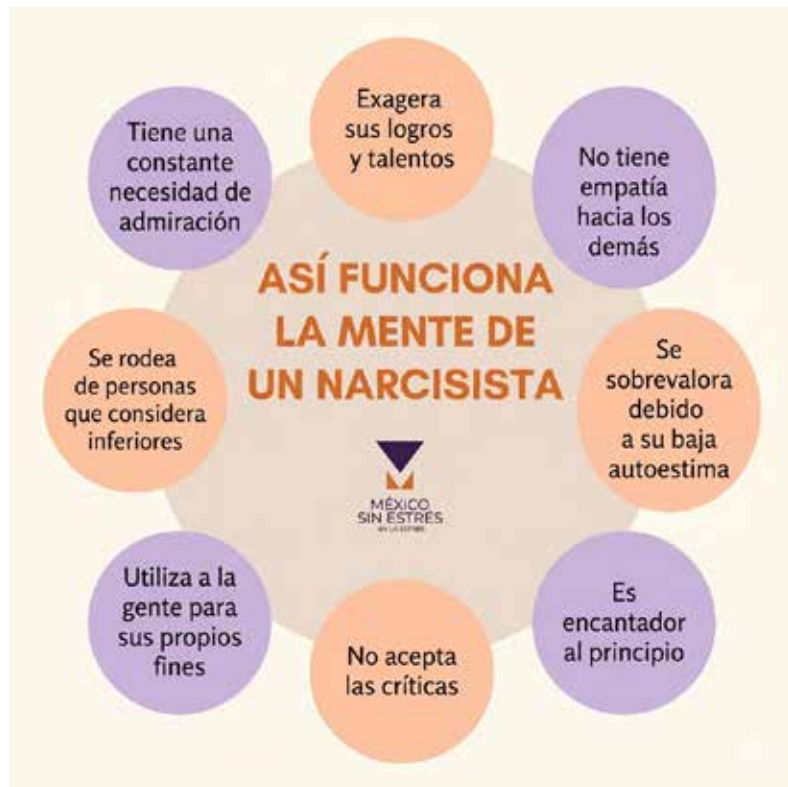 Exagera
sus logros
y talentos
No tiene
empatía
hacia los
demás
Se
sobrevalora
debido
a su baja
autoestima
Es
encantador
al principio
No acepta
las críticas
Utiliza a la
gente para
sus propios
fines
Se rodea
de personas
que considera
inferiores
Tiene una
constante
necesidad de
admiración
ASÍ FUNCIONA
LA MENTE DE
UN NARCISISTA
MÉXICO
SIN ESTRÉS